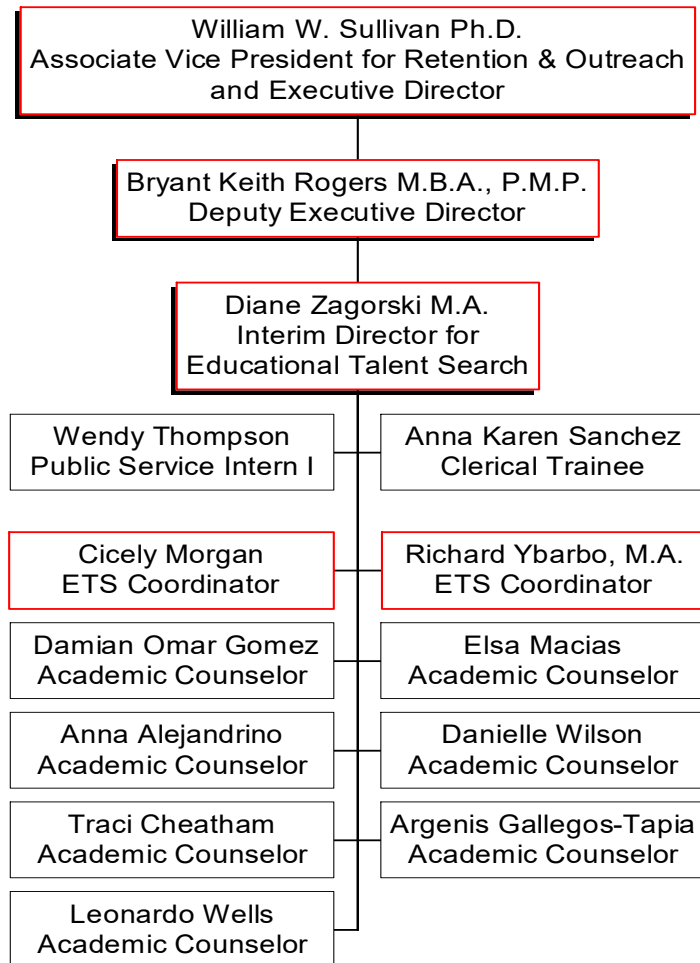 William W. Sullivan Ph.D.
Associate Vice President for Retention & Outreach
and Executive Director
Bryant Keith Rogers M.B.A., P.M.P.
Deputy Executive Director
Diane Zagorski M.A.
Interim Director for
Educational Talent Search
Wendy Thompson
Public Service Intern I
Anna Karen Sanchez
Clerical Trainee
Cicely Morgan
ETS Coordinator
Richard Ybarbo, M.A.
ETS Coordinator
Damian Omar Gomez
Academic Counselor
Elsa Macias
Academic Counselor
Anna Alejandrino
Academic Counselor
Danielle Wilson
Academic Counselor
Traci Cheatham
Academic Counselor
Argenis Gallegos-Tapia
Academic Counselor
Leonardo Wells
Academic Counselor